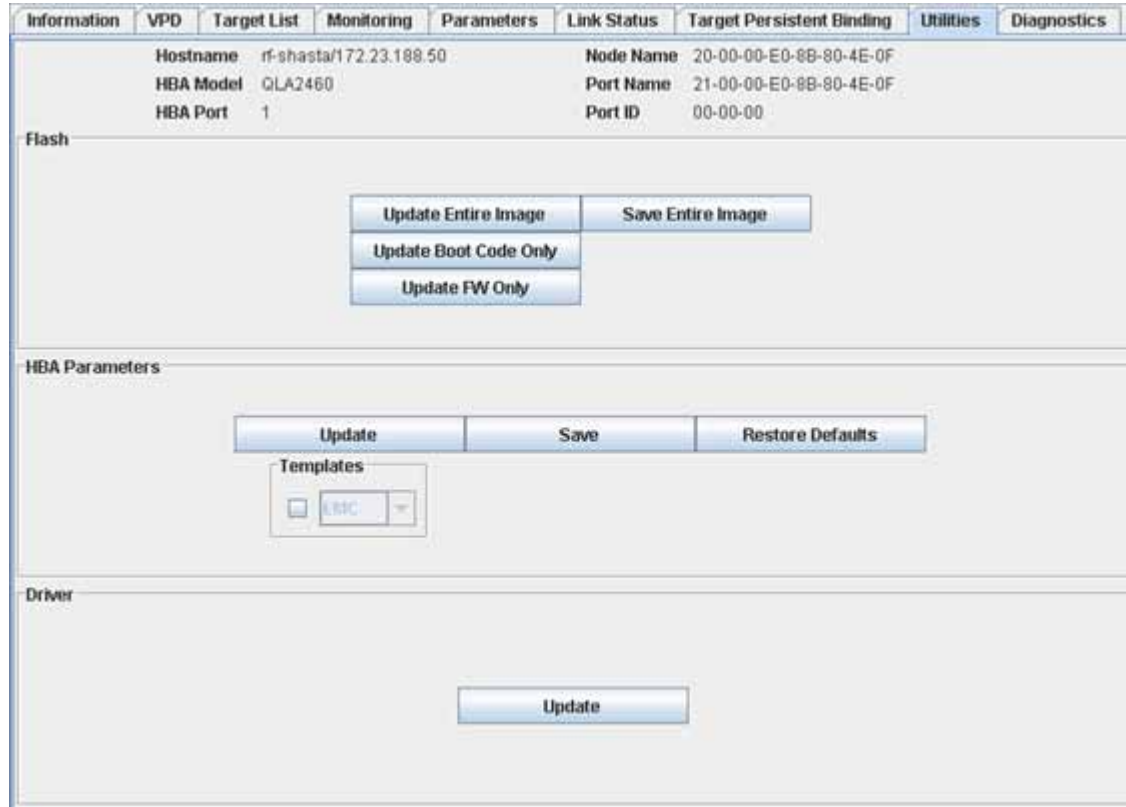 Information VPD Target List Monitoring Parameters Link Status Target Persistent Binding Utilities Diagnostics
Hostname rf-shasta/172.23.188.50 Node Name 20-00-00-E0-8B-80-4E-0F
HBA Model QLA2460 Port Name 21-00-00-E0-8B-80-4E-0F
HBA Port 1 Port ID 00-00-00
Flash
Update Entire Image Save Entire Image
Update Boot Code Only
Update FW Only
HBA Parameters
Update Save Restore Defaults
Templates
EMC
Driver
Update